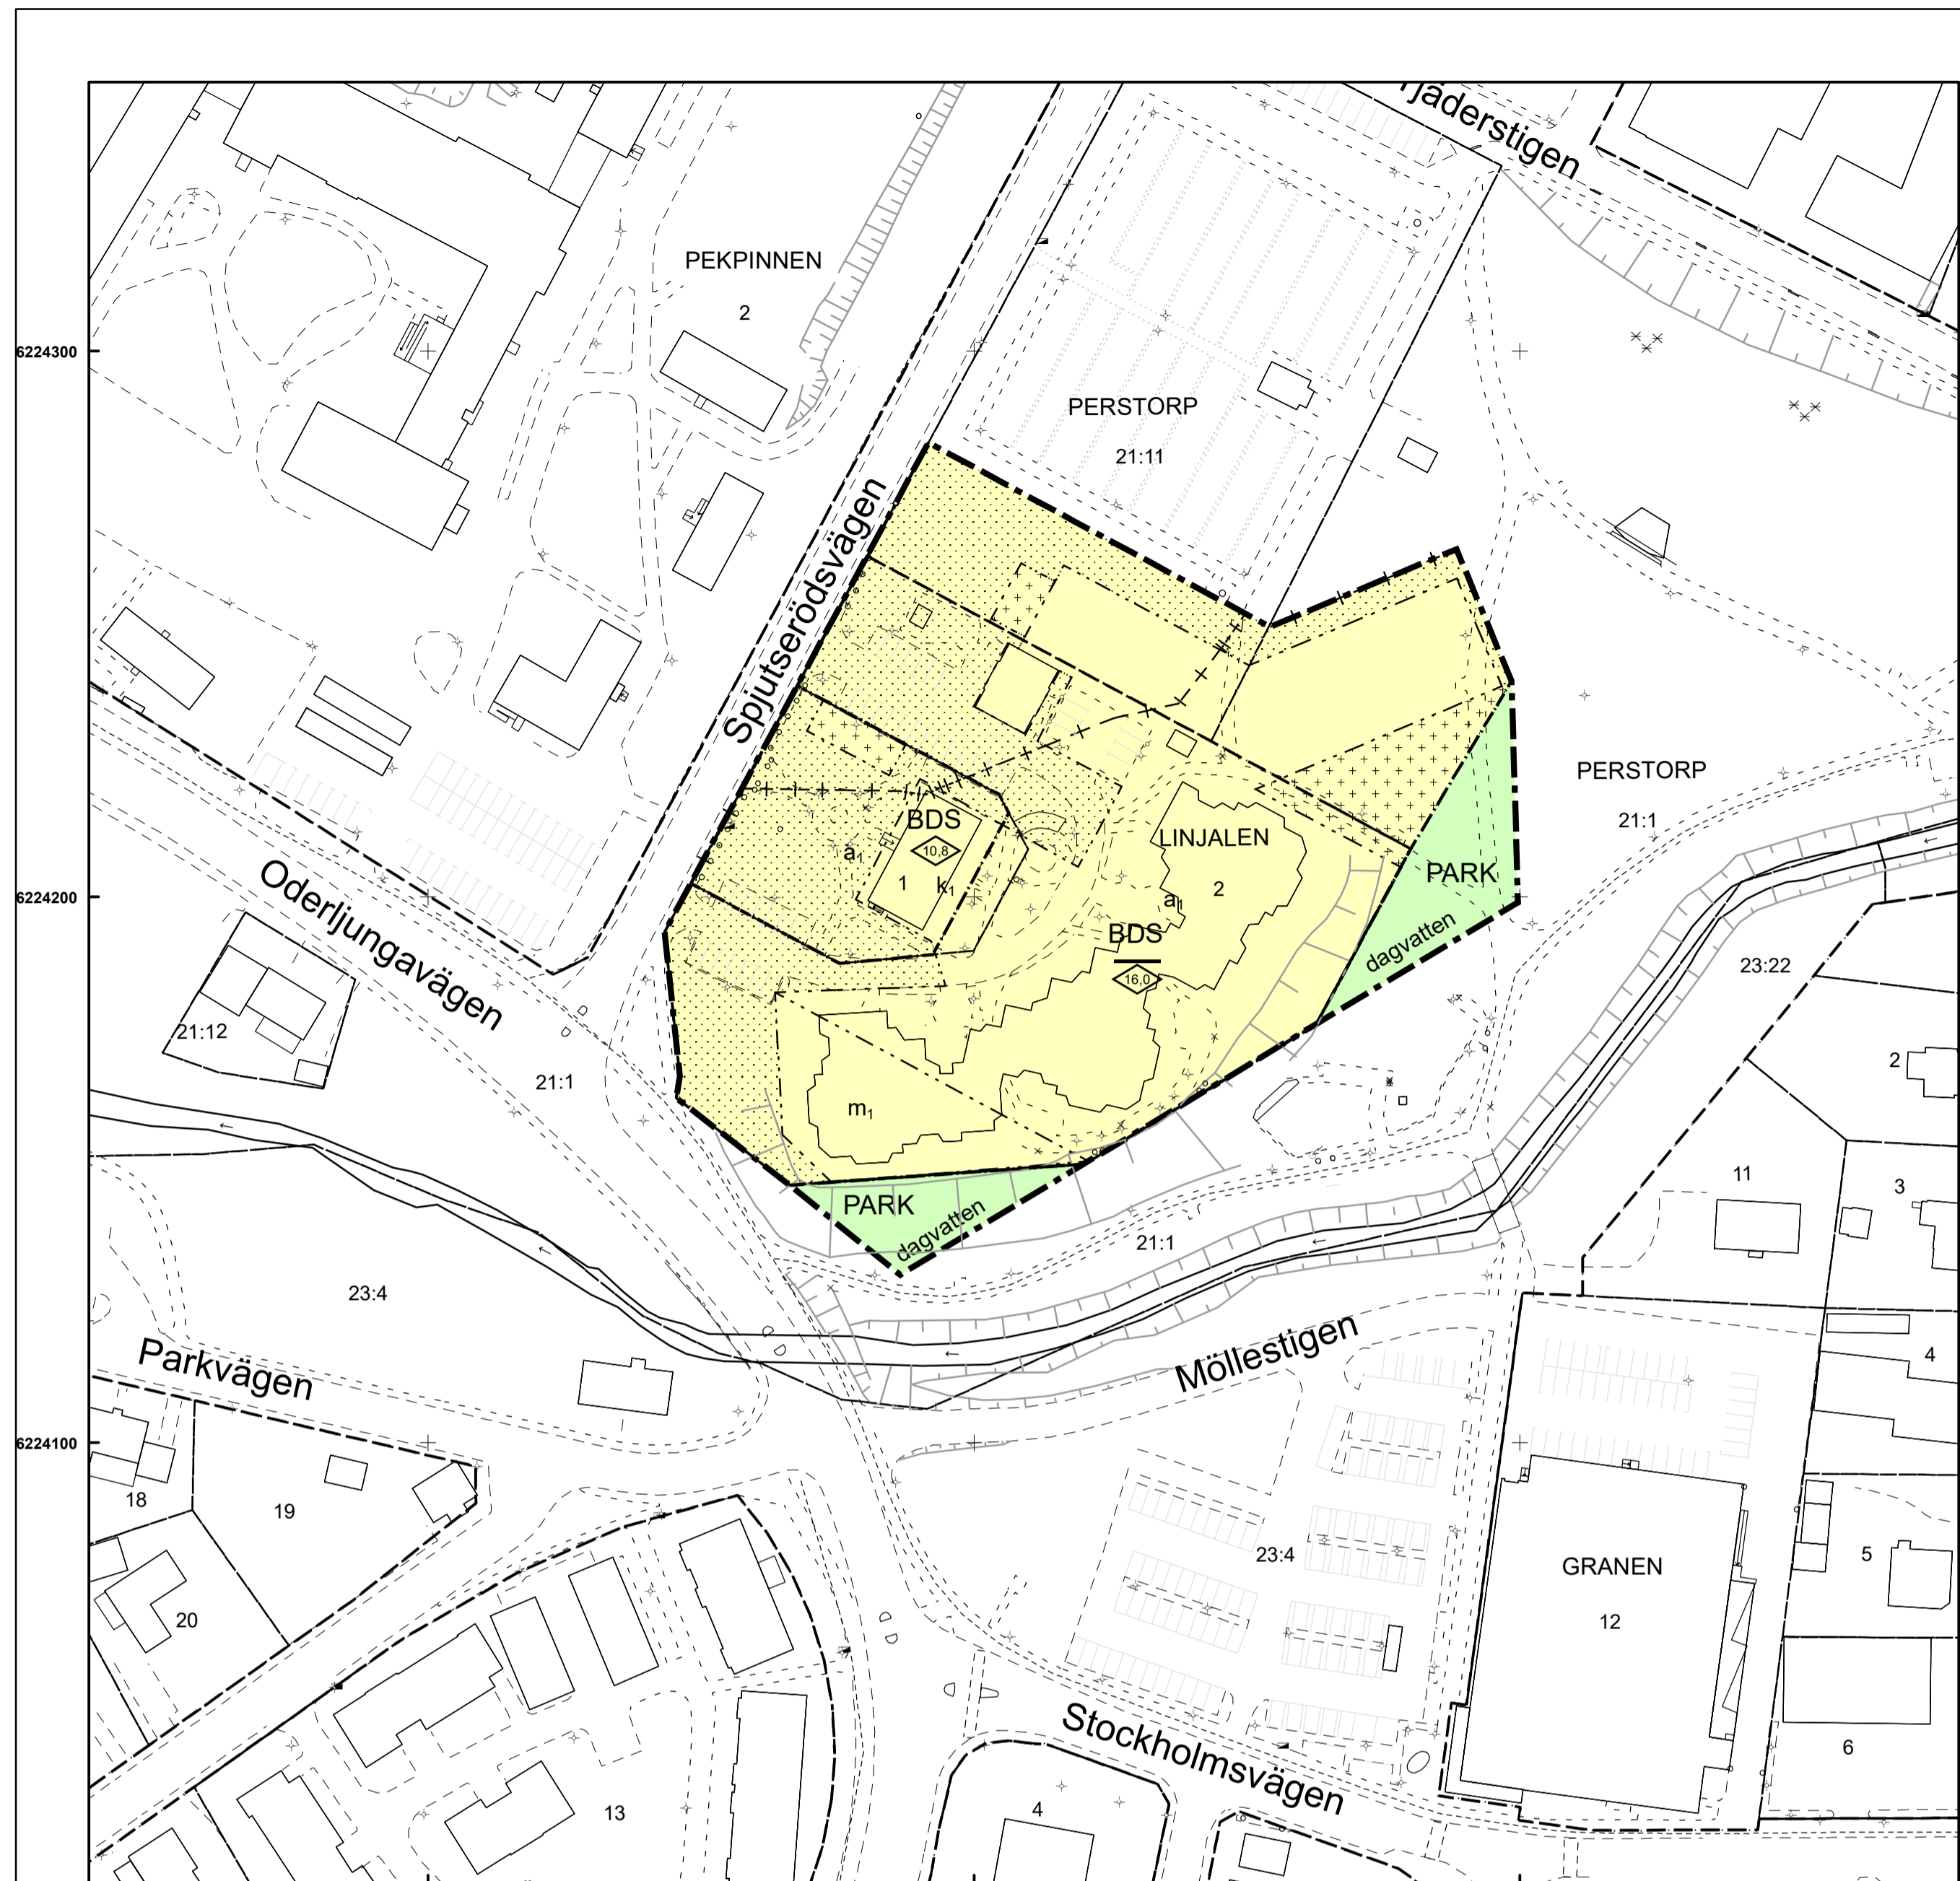 jäderstigen
PEKPINNEN
2
6224300
PERSTORP
21:11
Spjutserödsvägen
PERSTORP
21:1
BDS
10,8
a1
1
k1
LINJALEN
2
a1
BDS
16,0
PARK
dagvatten
6224200
Oderljungavägen
21:12
21:1
23:22
2
m1
11
3
PARK
dagvatten
21:1
23:4
Parkvägen
Möllestigen
4
6224100
18
19
23:4
GRANEN
12
5
20
Stockholmsvägen
6
13
4